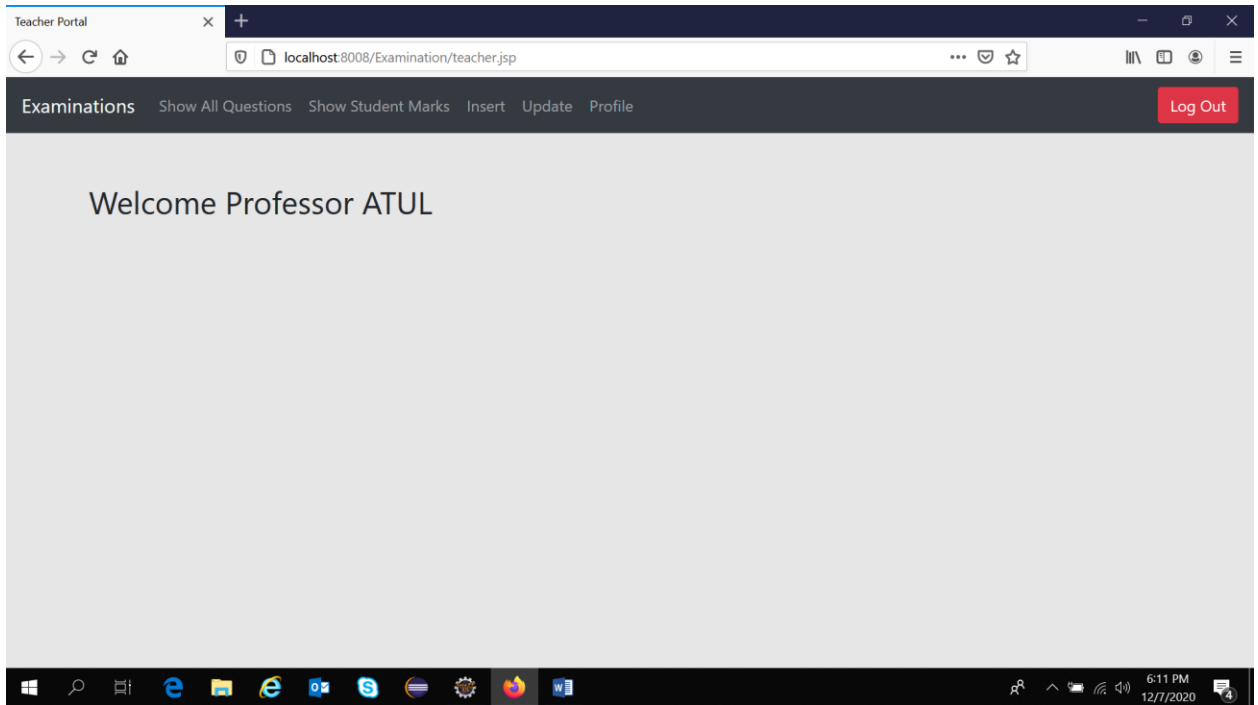 Teacher Portal
localhost:8008/Examination/teacher.jsp
Examinations Show All Questions Show Student Marks Insert Update Profile Log Out
Welcome Professor ATUL
6:11 PM
12/7/2020
4